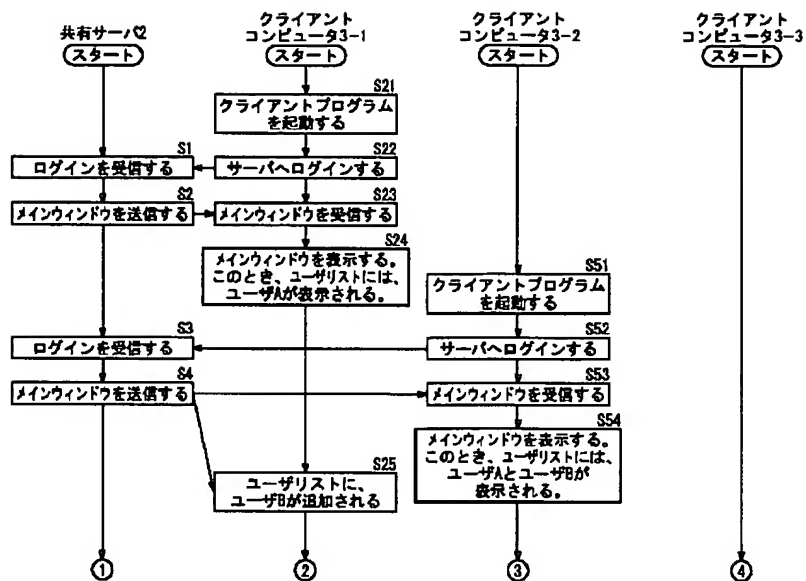 共有サーバ2
スタート
クライアント
コンピュータ3-1
スタート
クライアント
コンピュータ3-2
スタート
クライアント
コンピュータ3-3
スタート
S21
クライアントプログラム
を起動する
S1
ログインを受信する
S22
サーバへログインする
S2
メインウィンドウを送信する
S23
メインウィンドウを受信する
S24
メインウィンドウを表示する。
このとき、ユーザリストには、
ユーザAが表示される。
S51
クライアントプログラム
を起動する
S3
ログインを受信する
S52
サーバへログインする
S4
メインウィンドウを送信する
S53
メインウィンドウを受信する
S54
メインウィンドウを表示する。
このとき、ユーザリストには、
ユーザAとユーザBが
表示される。
S25
ユーザリストに、
ユーザBが追加される
①
②
③
④